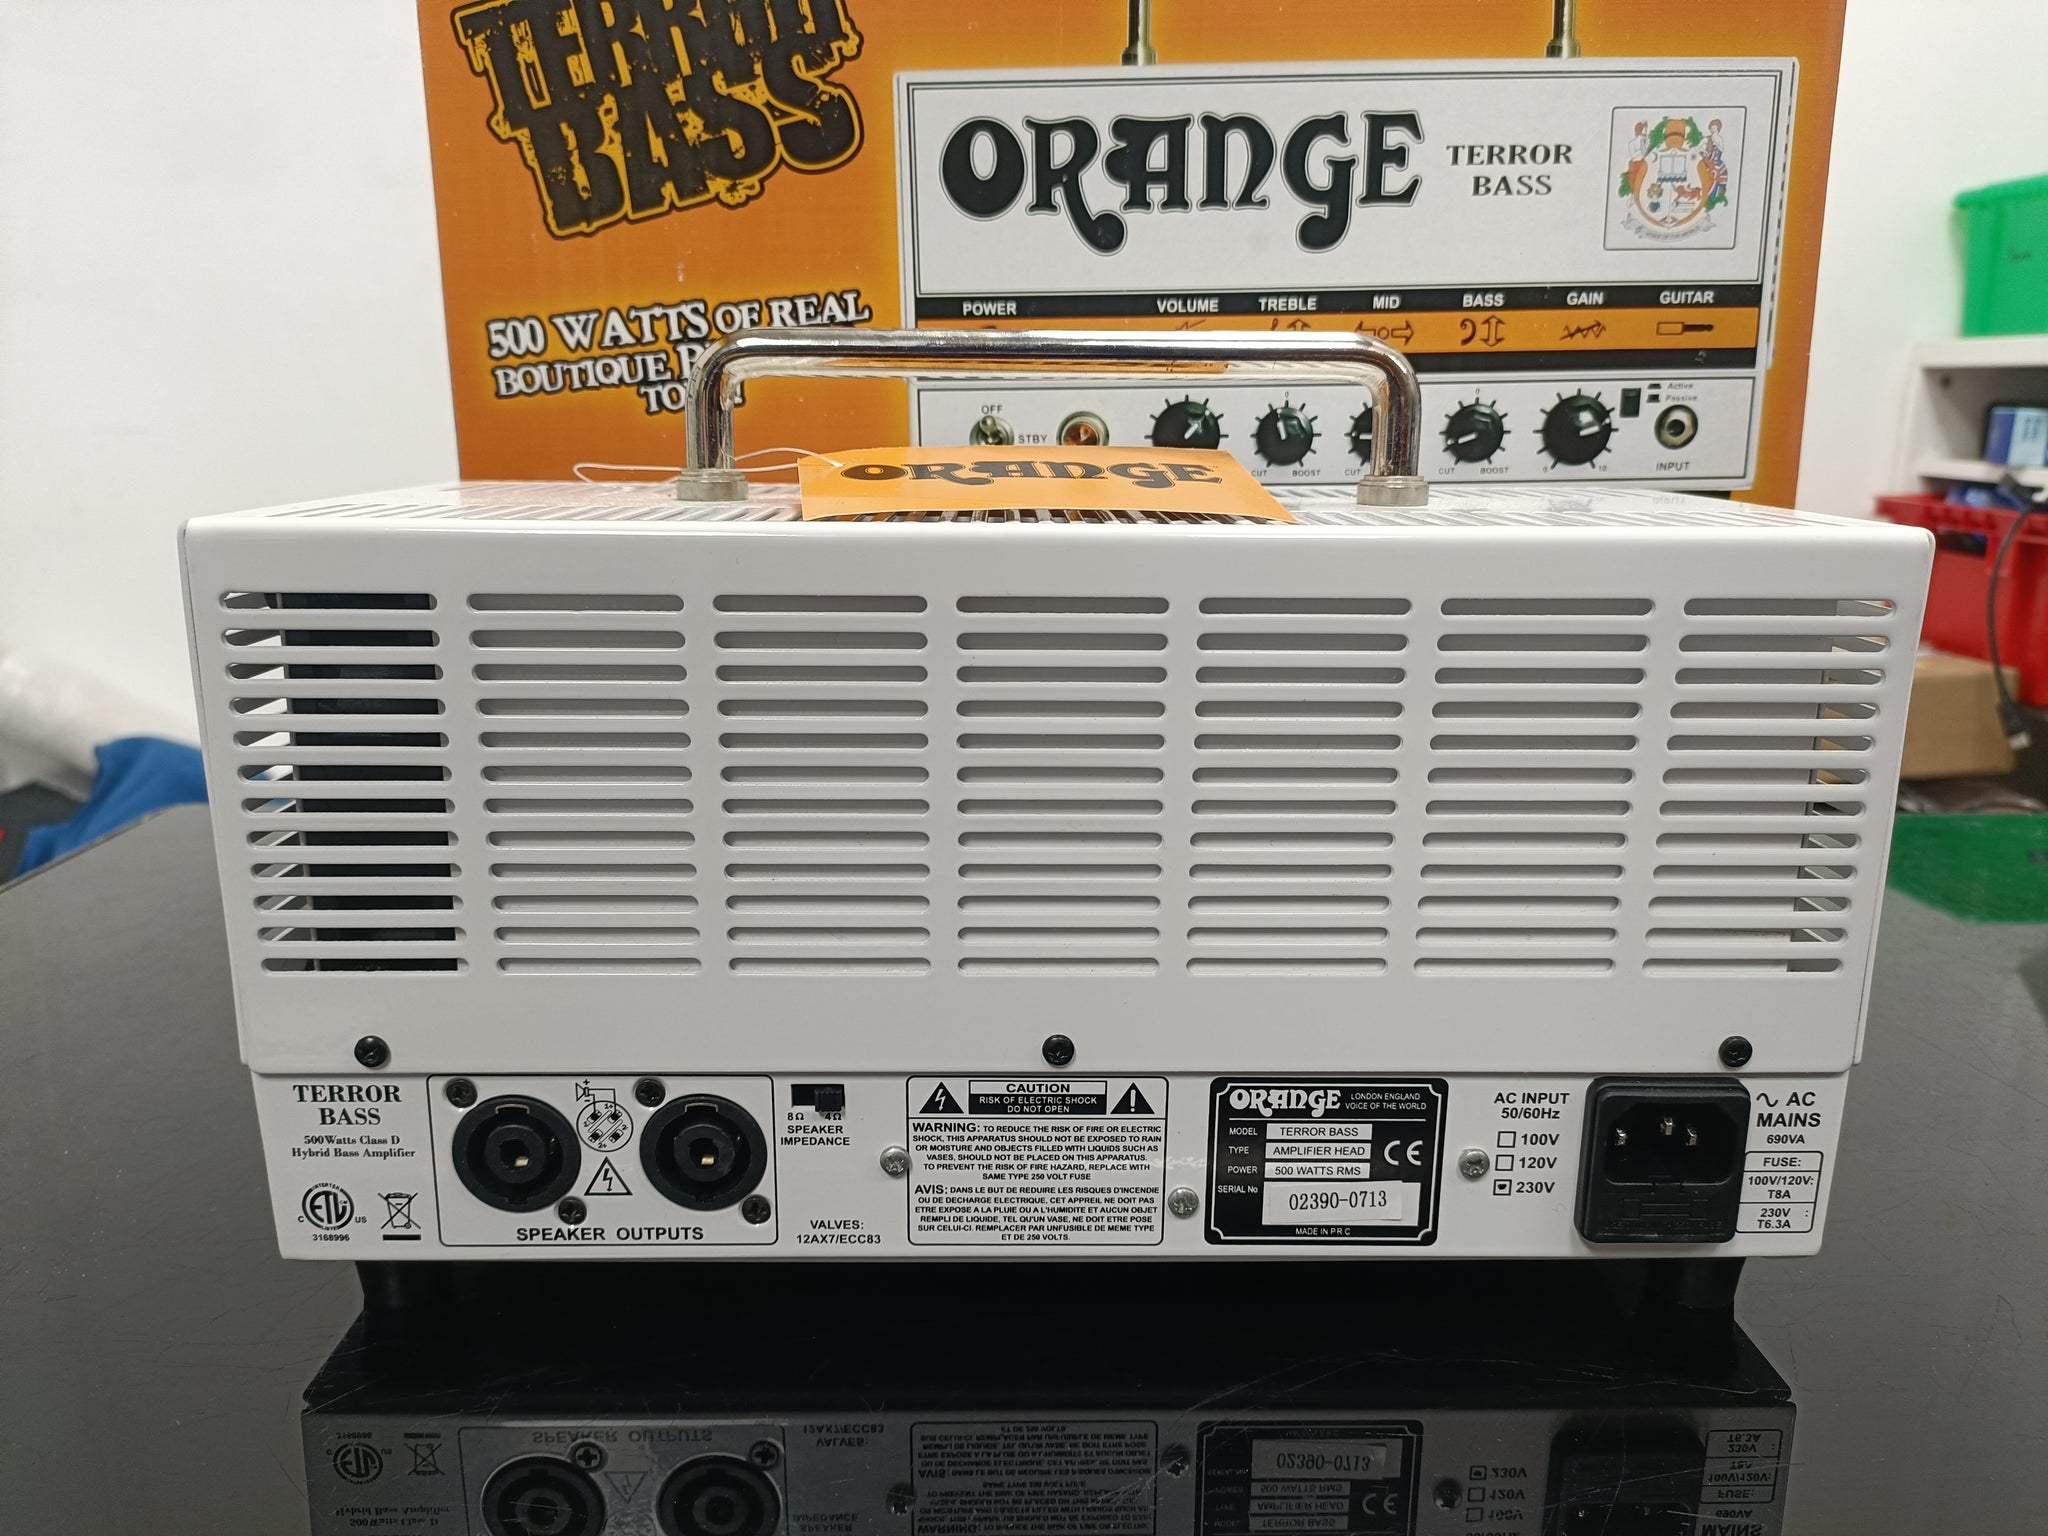 TERROR
BASS
500 WATTS OF REAL
BOUTIQUE
ORANGE
TERROR
BASS
POWER
VOLUME
TREBLE
MID
BASS
GAIN
GUITAR
OFF
STBY
CUT
BOOST
CUT
0
CUT
BOOST
0
10
Active
Passive
INPUT
ORANGE
TERROR
BASS
500Watts Class D
Hybrid Bass Amplifier
INTERTEK
ETL
LISTED
C
US
3168996
+
-
1+
2+
SPEAKER OUTPUTS
8Ω 4Ω
SPEAKER
IMPEDANCE
VALVES:
12AX7/ECC83
CAUTION
RISK OF ELECTRIC SHOCK
DO NOT OPEN
WARNING: TO REDUCE THE RISK OF FIRE OR ELECTRIC
SHOCK, THIS APPARATUS SHOULD NOT BE EXPOSED TO RAIN
OR MOISTURE AND OBJECTS FILLED WITH LIQUIDS SUCH AS
VASES, SHOULD NOT BE PLACED ON THIS APPARATUS.
TO PREVENT THE RISK OF FIRE HAZARD, REPLACE WITH
SAME TYPE 250 VOLT FUSE
AVIS: DANS LE BUT DE REDUIRE LES RISQUES D'INCENDIE
OU DE DECHARGE ELECTRIQUE, CET APPREIL NE DOIT PAS
ETRE EXPOSE A LA PLUIE OU A L'HUMIDITE ET AUCUN OBJET
REMPLI DE LIQUIDE, TEL QU'UN VASE, NE DOIT ETRE POSE
SUR CELUI-CI. REMPLACER PAR UNFUSIBLE DE MEME TYPE
ET DE 250 VOLTS.
ORANGE
LONDON ENGLAND
VOICE OF THE WORLD
MODEL TERROR BASS
TYPE AMPLIFIER HEAD
POWER 500 WATTS RMS
CE
SERIAL No 02390-0713
MADE IN P R C
AC INPUT
50/60Hz
100V
120V
230V
AC
MAINS
690VA
FUSE:
100V/120V:
T8A
230V :
T6.3A